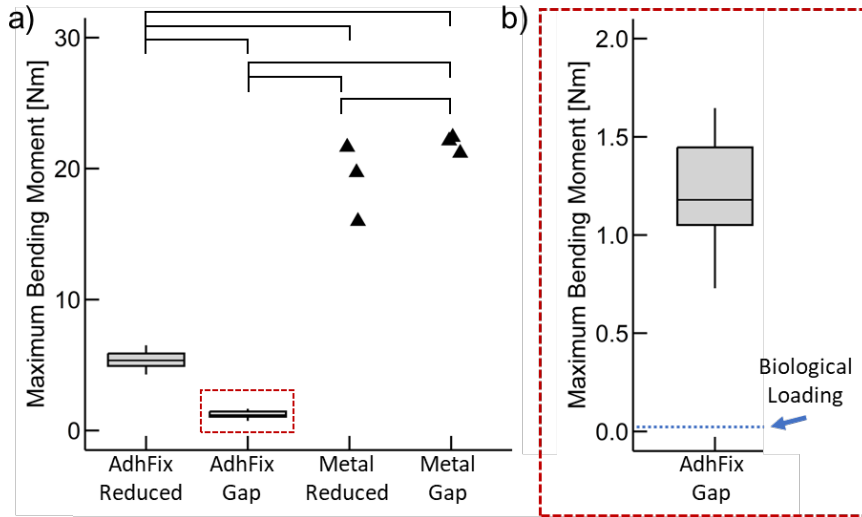 a)
Maximum Bending Moment [Nm]
30
20
10
0
AdhFix
Reduced
AdhFix
Gap
Metal
Reduced
Metal
Gap
b)
Maximum Bending Moment [Nm]
2.0
1.5
1.0
0.5
0.0
Biological
Loading
AdhFix
Gap